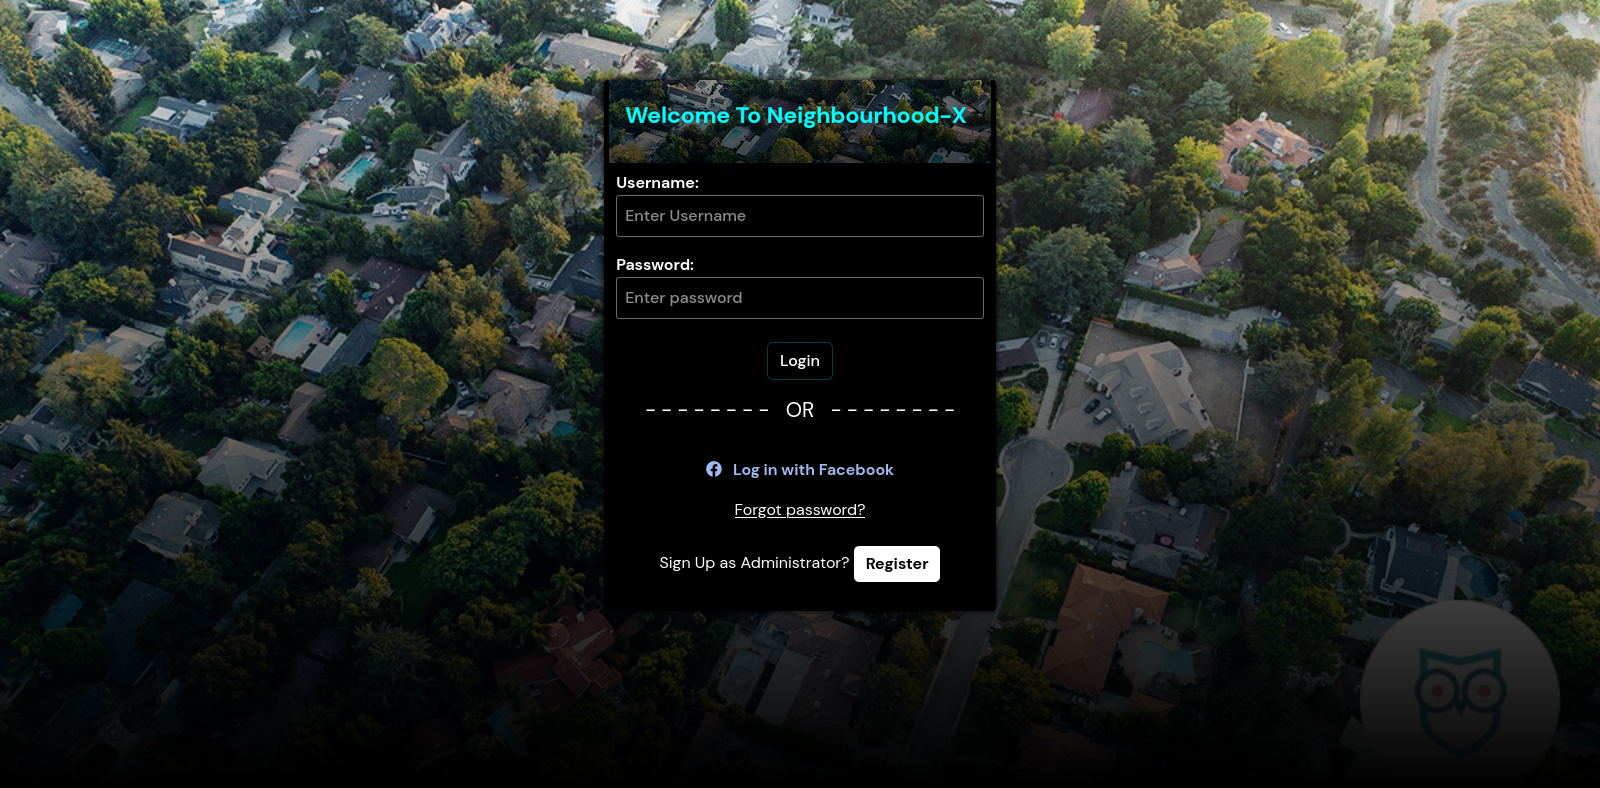 Welcome To Neighbourhood-X
Username:
Enter Username
Password:
Enter password
Login
- - - - - - - - OR - - - - - - - -
Log in with Facebook
Forgot password?
Sign Up as Administrator? Register